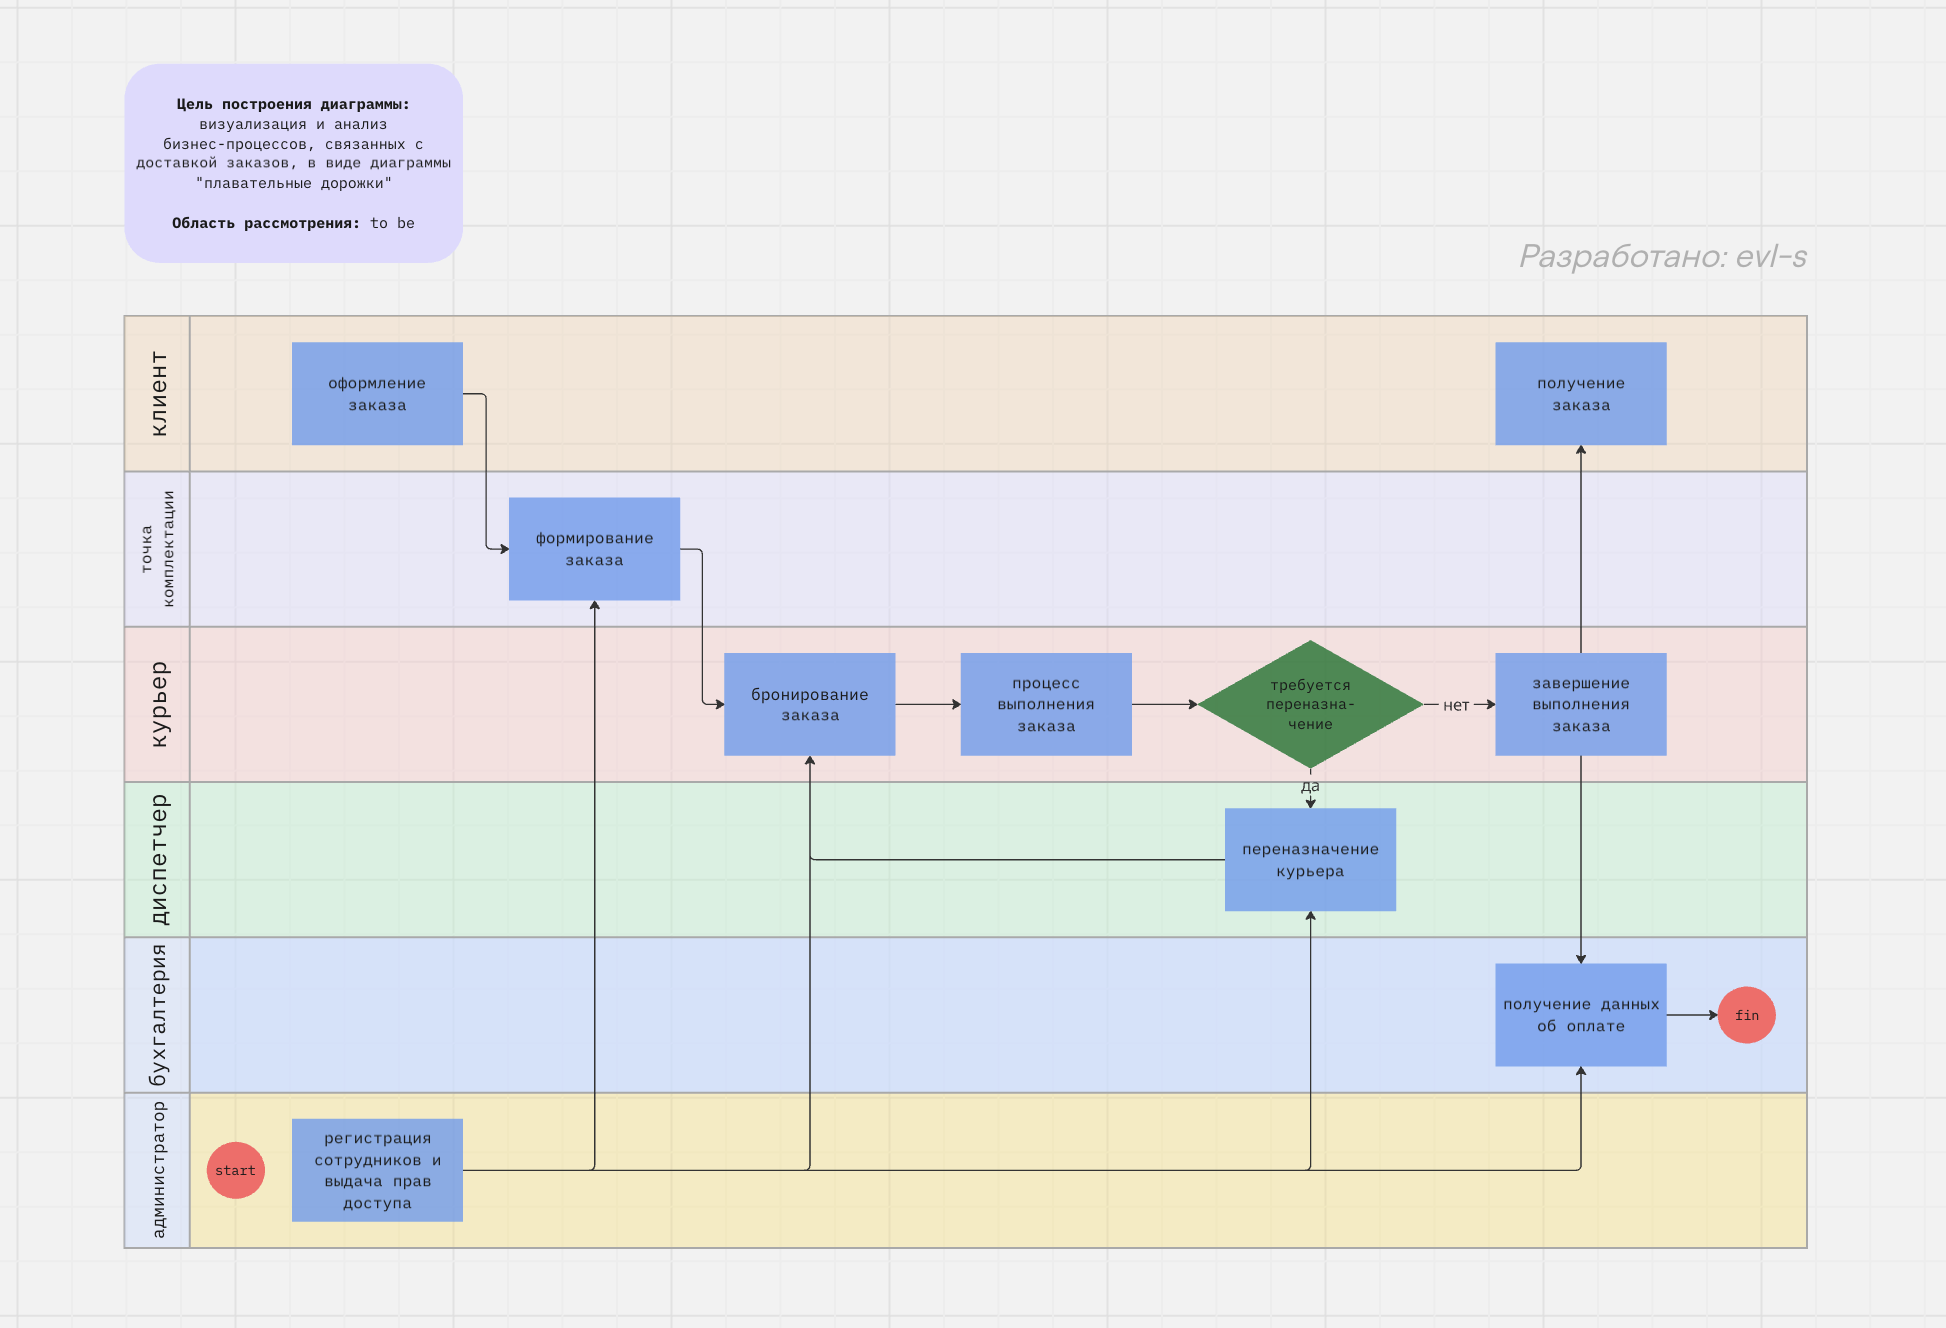 Цель построения диаграммы:
визуализация и анализ
бизнес-процессов, связанных с
доставкой заказов, в виде диаграммы
"плавательные дорожки"
Область рассмотрения: to be
Разработано: evl-s
клиент
оформление
заказа
получение
заказа
точка
комплектации
формирование
заказа
курьер
бронирование
заказа
процесс
выполнения
заказа
требуется
переназна-
чение
нет
завершение
выполнения
заказа
да
диспетчер
переназначение
курьера
бухгалтерия
получение данных
об оплате
fin
администратор
start
регистрация
сотрудников и
выдача прав
доступа